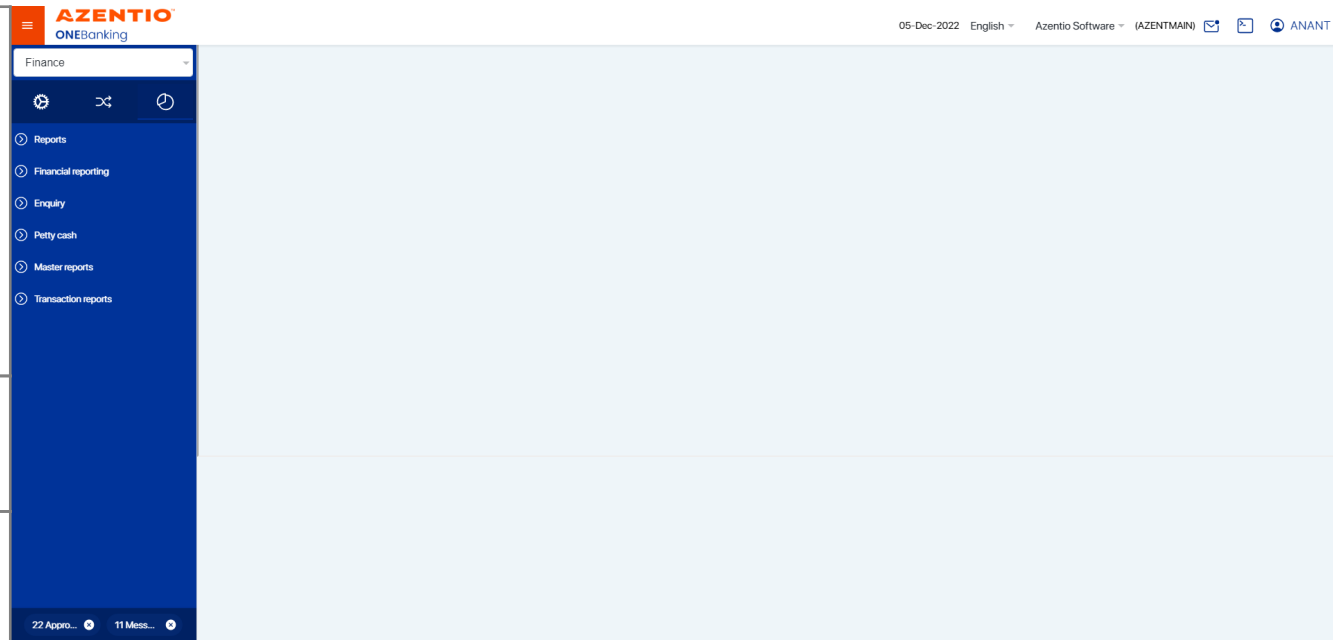 AZENTIO™
ONEBanking
05-Dec-2022 English Azentio Software (AZENTMAIN) ANANT
Finance
Reports
Financial reporting
Enquiry
Petty cash
Master reports
Transaction reports
22 Appro... 11 Mess...